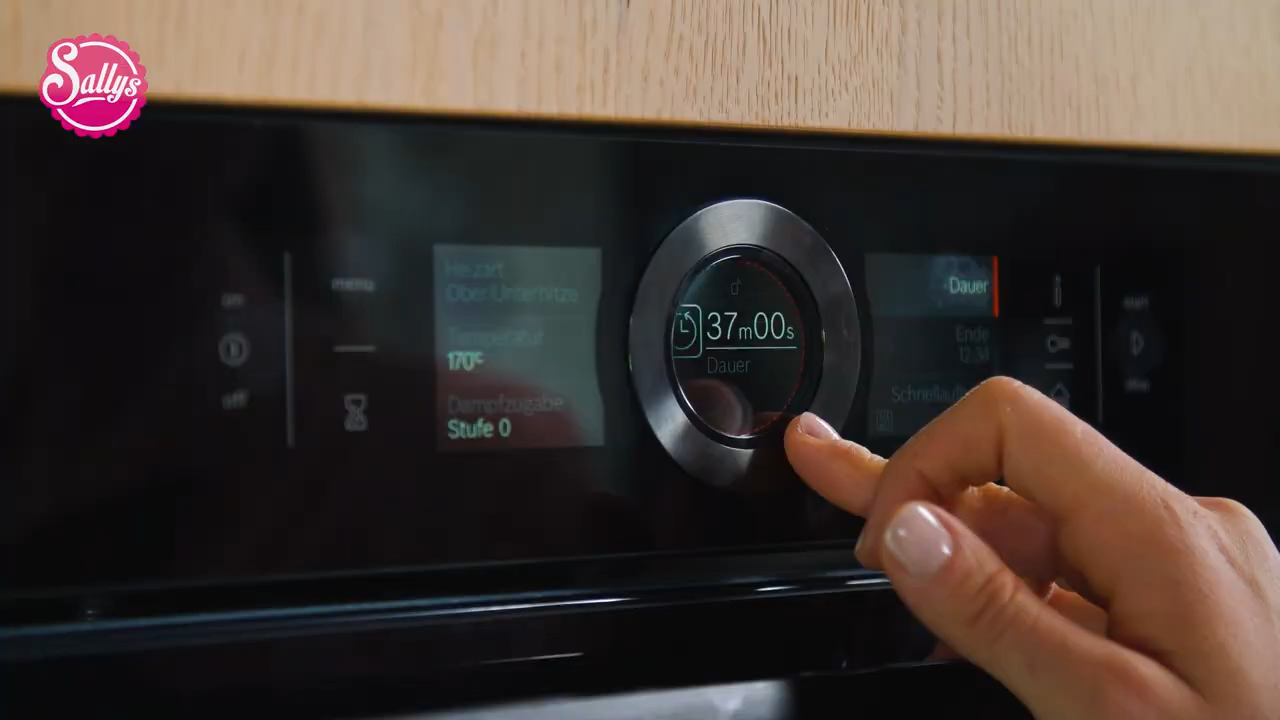 Sallys
on
off
menu
Heizart
Ober/Unterhitze
Temperatur
170°C
Dampfzugabe
Stufe 0
37m00s
Dauer
Dauer
Ende
12:34
start
stop